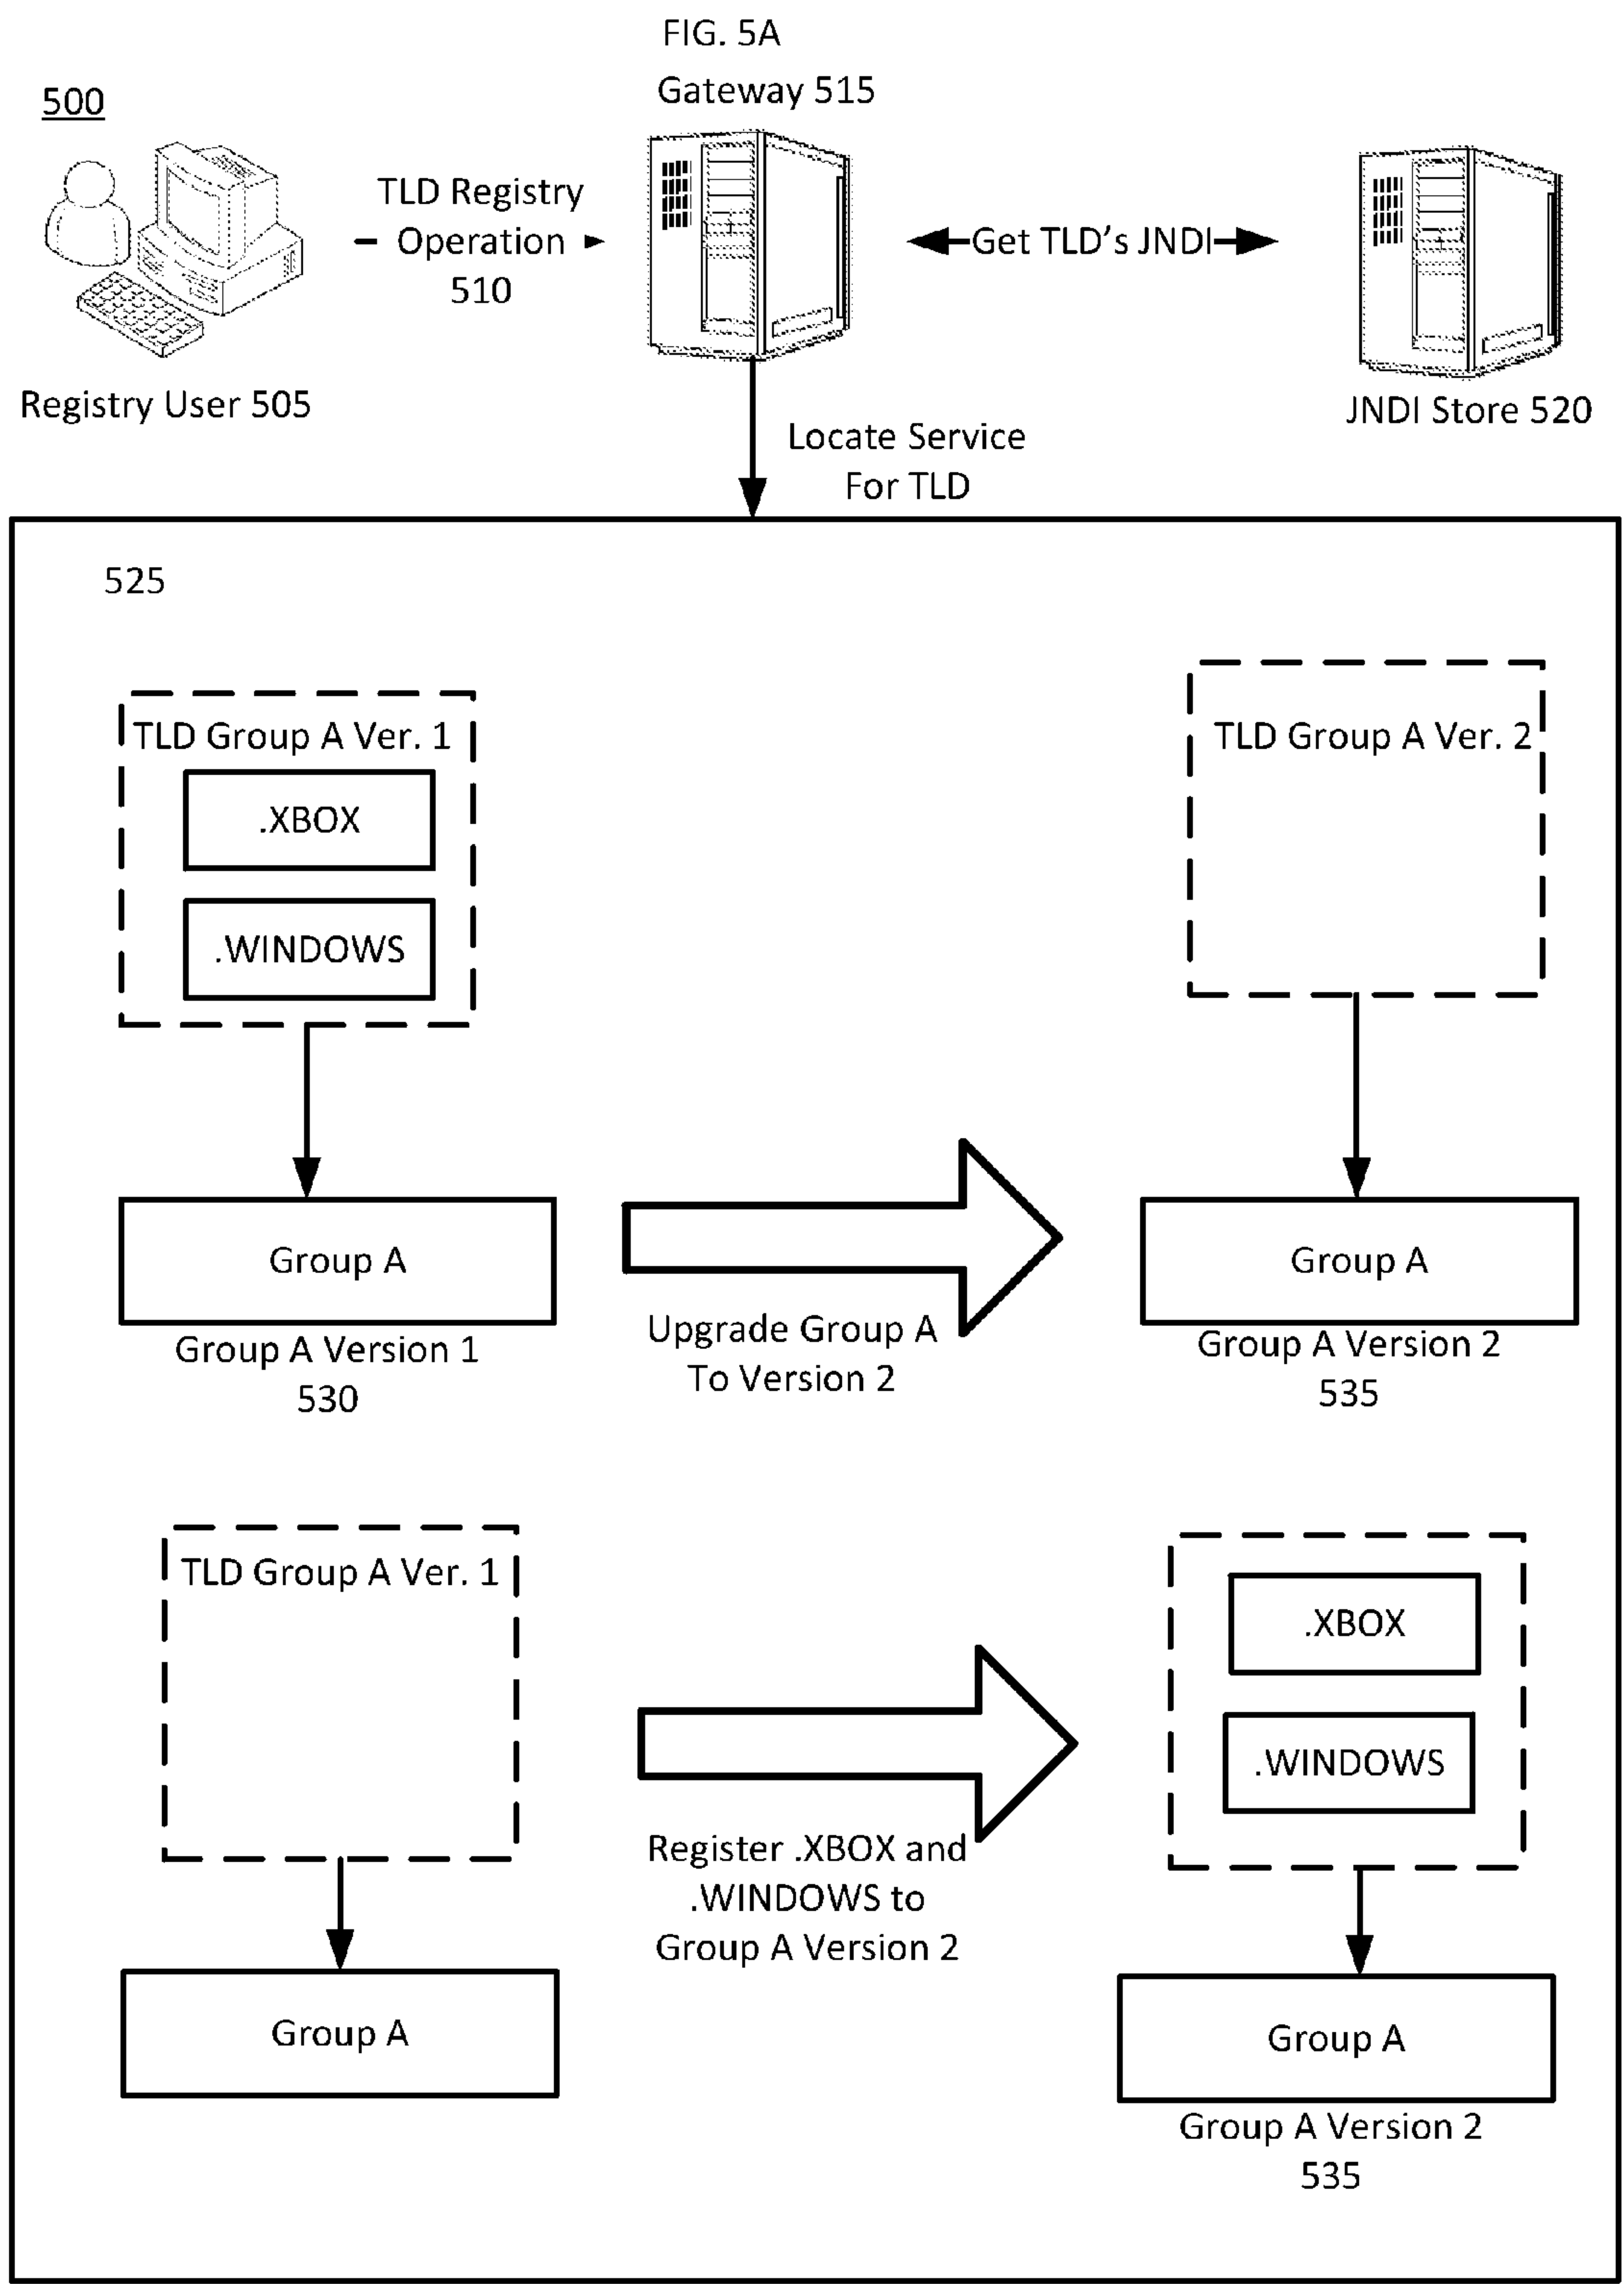 FIG. 5A
Gateway 515
500
TLD Registry
Operation
510
Get TLD's JNDI
Registry User 505
JNDI Store 520
Locate Service
For TLD
525
TLD Group A Ver. 1
.XBOX
.WINDOWS
TLD Group A Ver. 2
Group A
Group A Version 1
530
Upgrade Group A
To Version 2
Group A
Group A Version 2
535
TLD Group A Ver. 1
.XBOX
.WINDOWS
Register .XBOX and
.WINDOWS to
Group A Version 2
Group A
Group A
Group A Version 2
535